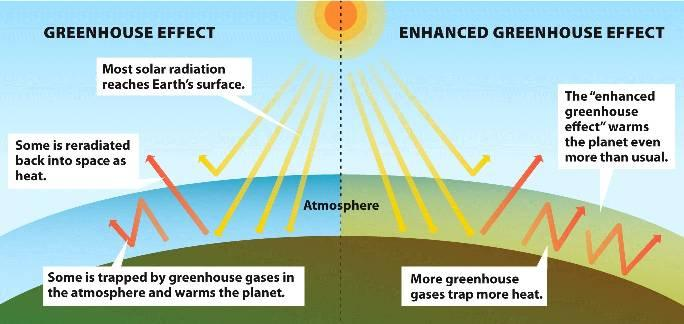 GREENHOUSE EFFECT
ENHANCED GREENHOUSE EFFECT
Most solar radiation
reaches Earth's surface.
Some is reradiated
back into space as
heat.
The "enhanced
greenhouse
effect" warms
the planet even
more than usual.
Atmosphere
Some is trapped by greenhouse gases in
the atmosphere and warms the planet.
More greenhouse
gases trap more heat.